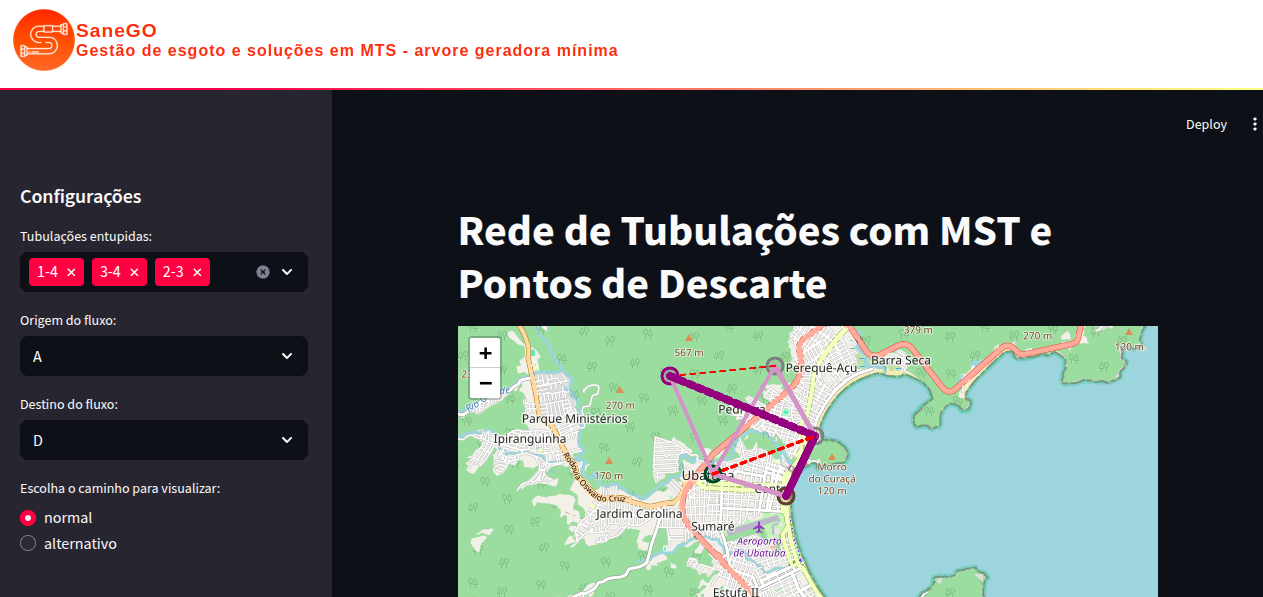 SaneGO
Gestão de esgoto e soluções em MTS - arvore geradora mínima
Deploy
Configurações
Tubulações entupidas:
1-4 ×
3-4 ×
2-3 ×
Origem do fluxo:
A
Destino do fluxo:
D
Escolha o caminho para visualizar:
normal
alternativo
Rede de Tubulações com MST e
Pontos de Descarte
+
−
567 m
379 m
270 m
120 m
Barra Seca
Perequê-Açu
270 m
Parque Ministérios
Ipiranguinha
170 m
Rodovia Oswaldo Cruz
Morro
do Curaçá
120 m
Jardim Carolina
Sumaré
Aeroporto
de Ubatuba
Estufa II